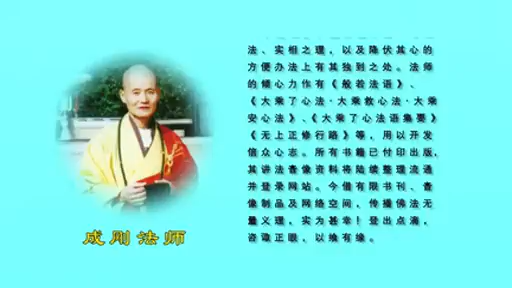 法、实相之理，以及降伏其心的
方便办法上有其独到之处。法师
的倾心力作有《般若法语》、
《大乘了心法·大乘救心法·大乘
安心法》、《大乘了心法语集要》
《无上正修行路》等，用以开发
信众心志。所有书籍已付印出版，
其讲法音像资料将陆续整理流通
并登录网站。今借有限书刊、音
像制品及网络空间，传播佛法无
量义理，实为甚幸！登出点滴，
咨诹正眼，以飨有缘。
成刚法师